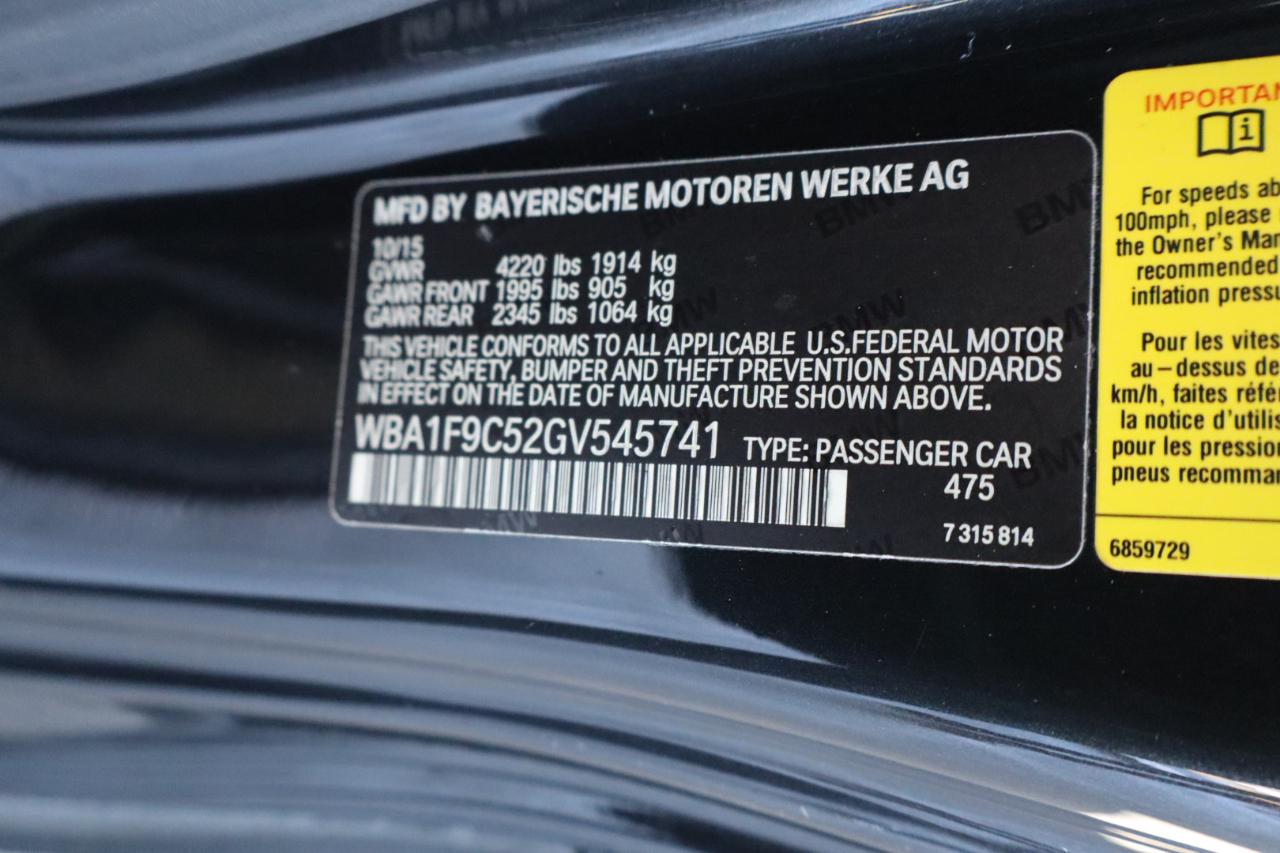 MFD BY BAYERISCHE MOTOREN WERKE AG
10/15
GVWR 4220 lbs 1914 kg
GAWR FRONT 1995 lbs 905 kg
GAWR REAR 2345 lbs 1064 kg
THIS VEHICLE CONFORMS TO ALL APPLICABLE U.S.FEDERAL MOTOR
VEHICLE SAFETY, BUMPER AND THEFT PREVENTION STANDARDS
IN EFFECT ON THE DATE OF MANUFACTURE SHOWN ABOVE.
WBA1F9C52GV545741 TYPE: PASSENGER CAR
475
7 315 814
IMPORTAN
For speeds ab
100mph, please
the Owner's Man
recommended
inflation pressu
Pour les vites
au-dessus de
km/h, faites réfé
la notice d'utilis
pour les pression
pneus recomman
6859729